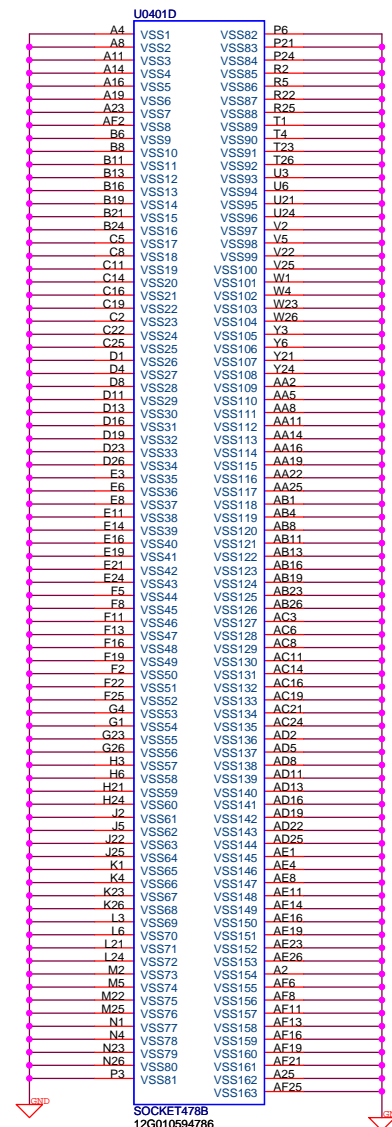 U0401D
A4 VSS1 VSS82 P6
A8 VSS2 VSS83 P21
A11 VSS3 VSS84 P24
A14 VSS4 VSS85 R2
A16 VSS5 VSS86 R5
A19 VSS6 VSS87 R22
A23 VSS7 VSS88 R25
AF2 VSS8 VSS89 T1
B6 VSS9 VSS90 T4
B8 VSS10 VSS91 T23
B11 VSS11 VSS92 T26
B13 VSS12 VSS93 U3
B16 VSS13 VSS94 U6
B19 VSS14 VSS95 U21
B21 VSS15 VSS96 U24
B24 VSS16 VSS97 V2
C5 VSS17 VSS98 V5
C8 VSS18 VSS99 V22
C11 VSS19 VSS100 V25
C14 VSS20 VSS101 W1
C16 VSS21 VSS102 W4
C19 VSS22 VSS103 W23
C2 VSS23 VSS104 W26
C22 VSS24 VSS105 Y3
C25 VSS25 VSS106 Y6
D1 VSS26 VSS107 Y21
D4 VSS27 VSS108 Y24
D8 VSS28 VSS109 AA2
D11 VSS29 VSS110 AA5
D13 VSS30 VSS111 AA8
D16 VSS31 VSS112 AA11
D19 VSS32 VSS113 AA14
D23 VSS33 VSS114 AA16
D26 VSS34 VSS115 AA19
E3 VSS35 VSS116 AA22
E6 VSS36 VSS117 AA25
E8 VSS37 VSS118 AB1
E11 VSS38 VSS119 AB4
E14 VSS39 VSS120 AB8
E16 VSS40 VSS121 AB11
E19 VSS41 VSS122 AB13
E21 VSS42 VSS123 AB16
E24 VSS43 VSS124 AB19
F5 VSS44 VSS125 AB23
F8 VSS45 VSS126 AB26
F11 VSS46 VSS127 AC3
F13 VSS47 VSS128 AC6
F16 VSS48 VSS129 AC8
F19 VSS49 VSS130 AC11
F2 VSS50 VSS131 AC14
F22 VSS51 VSS132 AC16
F25 VSS52 VSS133 AC19
G4 VSS53 VSS134 AC21
G1 VSS54 VSS135 AC24
G23 VSS55 VSS136 AD2
G26 VSS56 VSS137 AD5
H3 VSS57 VSS138 AD8
H6 VSS58 VSS139 AD11
H21 VSS59 VSS140 AD13
H24 VSS60 VSS141 AD16
J2 VSS61 VSS142 AD19
J5 VSS62 VSS143 AD22
J22 VSS63 VSS144 AD25
J25 VSS64 VSS145 AE1
K1 VSS65 VSS146 AE4
K4 VSS66 VSS147 AE8
K23 VSS67 VSS148 AE11
K26 VSS68 VSS149 AE14
L3 VSS69 VSS150 AE16
L6 VSS70 VSS151 AE19
L21 VSS71 VSS152 AE23
L24 VSS72 VSS153 AE26
M2 VSS73 VSS154 A2
M5 VSS74 VSS155 AF6
M22 VSS75 VSS156 AF8
M25 VSS76 VSS157 AF11
N1 VSS77 VSS158 AF13
N4 VSS78 VSS159 AF16
N23 VSS79 VSS160 AF19
N26 VSS80 VSS161 AF21
P3 VSS81 VSS162 A25
VSS163 AF25
GND
SOCKET478B
12G010594786